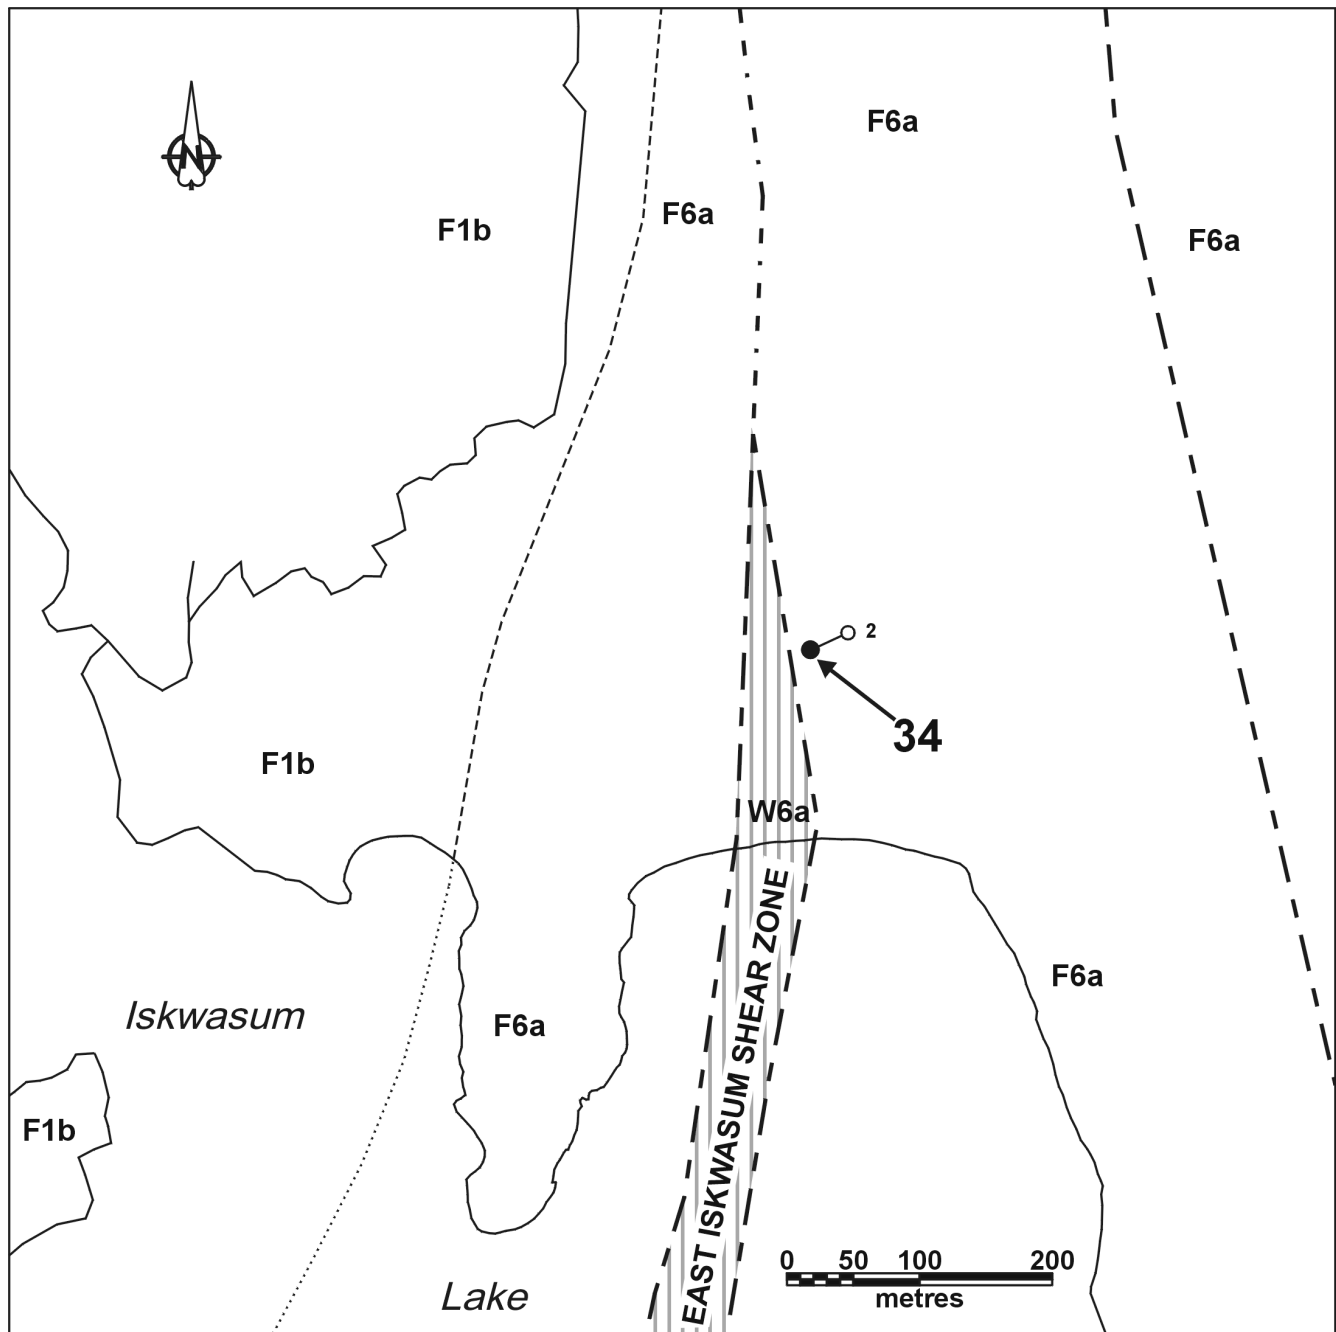 F6a
N
F6a
F1b
F6a
2
34
F1b
W6a
EAST ISKWASUM SHEAR ZONE
F6a
Iskwasum
F6a
F1b
0 50 100 200
metres
Lake